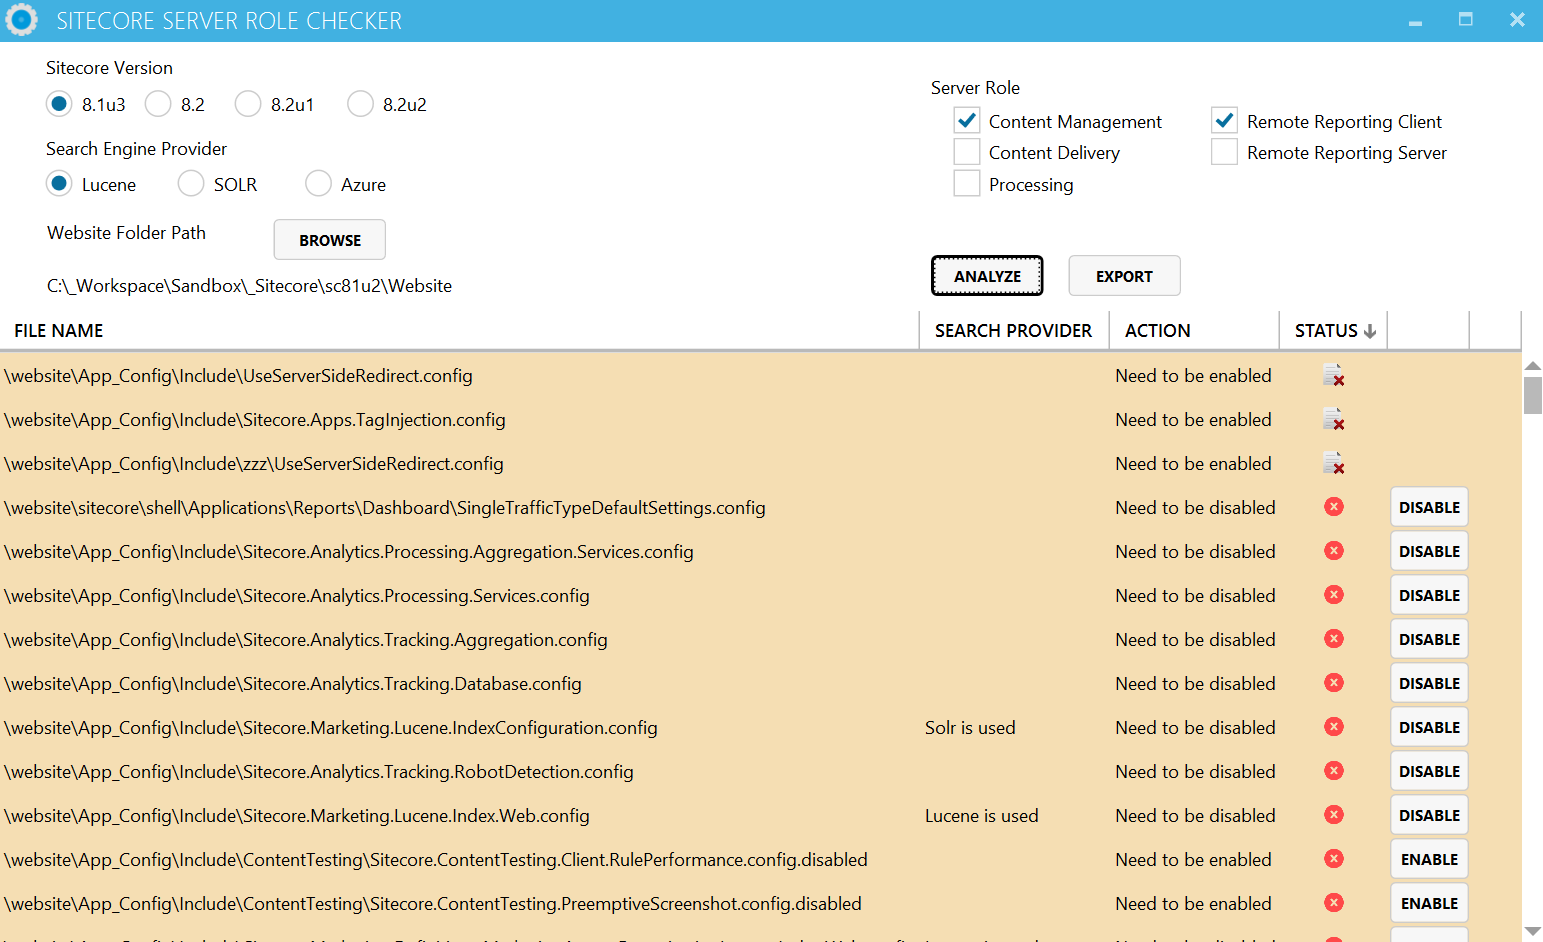 SITECORE SERVER ROLE CHECKER
Sitecore Version
8.1u3 8.2 8.2u1 8.2u2
Search Engine Provider
Lucene SOLR Azure
Website Folder Path BROWSE
C:\_Workspace\Sandbox\_Sitecore\sc81u2\Website
Server Role
Content Management Remote Reporting Client
Content Delivery Remote Reporting Server
Processing
ANALYZE EXPORT
FILE NAME SEARCH PROVIDER ACTION STATUS
\website\App_Config\Include\UseServerSideRedirect.config Need to be enabled
\website\App_Config\Include\Sitecore.Apps.TagInjection.config Need to be enabled
\website\App_Config\Include\zzz\UseServerSideRedirect.config Need to be enabled
\website\sitecore\shell\Applications\Reports\Dashboard\SingleTrafficTypeDefaultSettings.config Need to be disabled DISABLE
\website\App_Config\Include\Sitecore.Analytics.Processing.Aggregation.Services.config Need to be disabled DISABLE
\website\App_Config\Include\Sitecore.Analytics.Processing.Services.config Need to be disabled DISABLE
\website\App_Config\Include\Sitecore.Analytics.Tracking.Aggregation.config Need to be disabled DISABLE
\website\App_Config\Include\Sitecore.Analytics.Tracking.Database.config Need to be disabled DISABLE
\website\App_Config\Include\Sitecore.Marketing.Lucene.IndexConfiguration.config Solr is used Need to be disabled DISABLE
\website\App_Config\Include\Sitecore.Analytics.Tracking.RobotDetection.config Need to be disabled DISABLE
\website\App_Config\Include\Sitecore.Marketing.Lucene.Index.Web.config Lucene is used Need to be disabled DISABLE
\website\App_Config\Include\ContentTesting\Sitecore.ContentTesting.Client.RulePerformance.config.disabled Need to be enabled ENABLE
\website\App_Config\Include\ContentTesting\Sitecore.ContentTesting.PreemptiveScreenshot.config.disabled Need to be enabled ENABLE